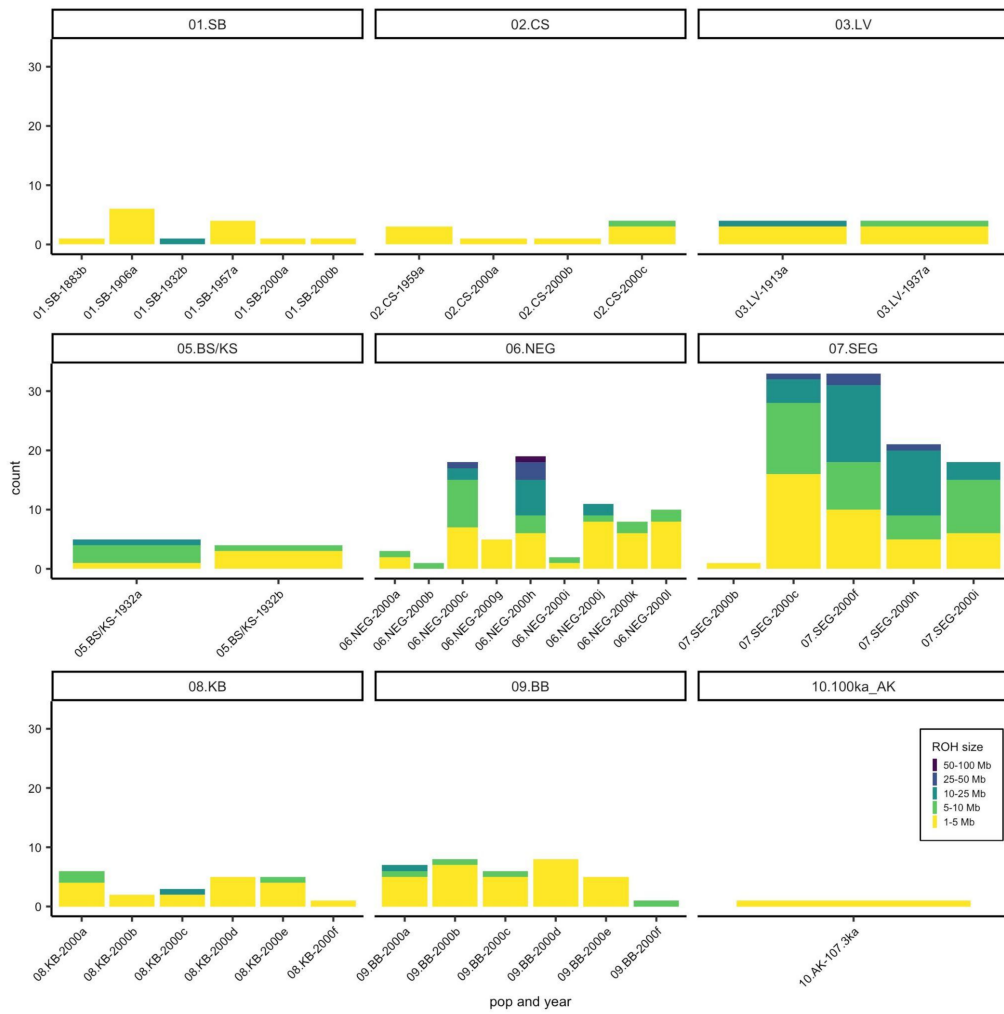 01.SB
02.CS
03.LV
30
20
10
0
01.SB-1883b
01.SB-1906a
01.SB-1932b
01.SB-1957a
01.SB-2000a
01.SB-2000b
02.CS-1959a
02.CS-2000a
02.CS-2000b
02.CS-2000c
03.LV-1913a
03.LV-1937a
05.BS/KS
06.NEG
07.SEG
count
30
20
10
0
05.BS/KS-1932a
05.BS/KS-1932b
06.NEG-2000a
06.NEG-2000b
06.NEG-2000c
06.NEG-2000g
06.NEG-2000h
06.NEG-2000i
06.NEG-2000j
06.NEG-2000k
06.NEG-2000l
07.SEG-2000b
07.SEG-2000c
07.SEG-2000f
07.SEG-2000h
07.SEG-2000i
08.KB
09.BB
10.100ka_AK
30
20
10
0
ROH size
50-100 Mb
25-50 Mb
10-25 Mb
5-10 Mb
1-5 Mb
08.KB-2000a
08.KB-2000b
08.KB-2000c
08.KB-2000d
08.KB-2000e
08.KB-2000f
09.BB-2000a
09.BB-2000b
09.BB-2000c
09.BB-2000d
09.BB-2000e
09.BB-2000f
10.AK-107.3ka
pop and year